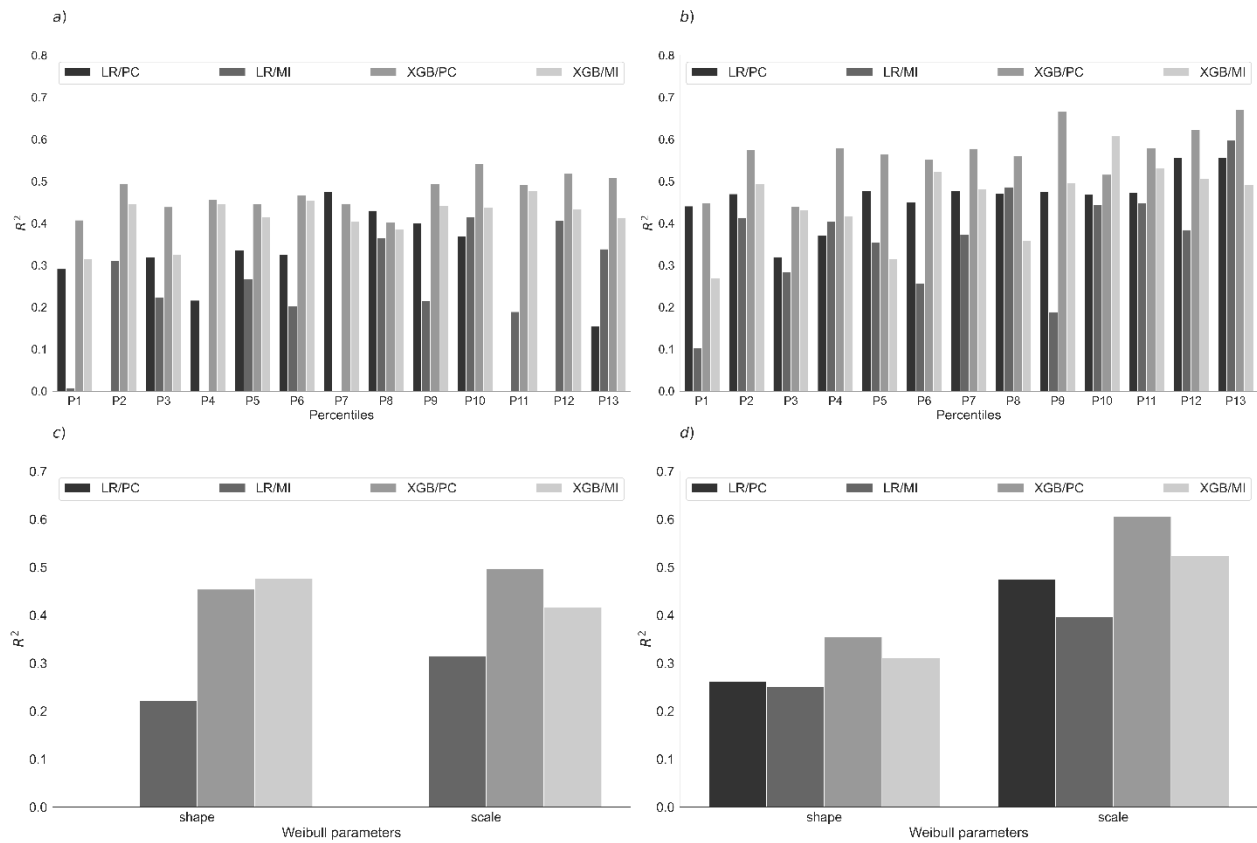 a)
0.8
LR/PC LR/MI XGB/PC XGB/MI
0.7
0.6
0.5
R²
0.4
0.3
0.2
0.1
0.0
P1 P2 P3 P4 P5 P6 P7 P8 P9 P10 P11 P12 P13
Percentiles
b)
0.8
LR/PC LR/MI XGB/PC XGB/MI
0.7
0.6
0.5
R²
0.4
0.3
0.2
0.1
0.0
P1 P2 P3 P4 P5 P6 P7 P8 P9 P10 P11 P12 P13
Percentiles
c)
0.7
LR/PC LR/MI XGB/PC XGB/MI
0.6
0.5
0.4
R²
0.3
0.2
0.1
0.0
shape scale
Weibull parameters
d)
0.7
LR/PC LR/MI XGB/PC XGB/MI
0.6
0.5
0.4
R²
0.3
0.2
0.1
0.0
shape scale
Weibull parameters